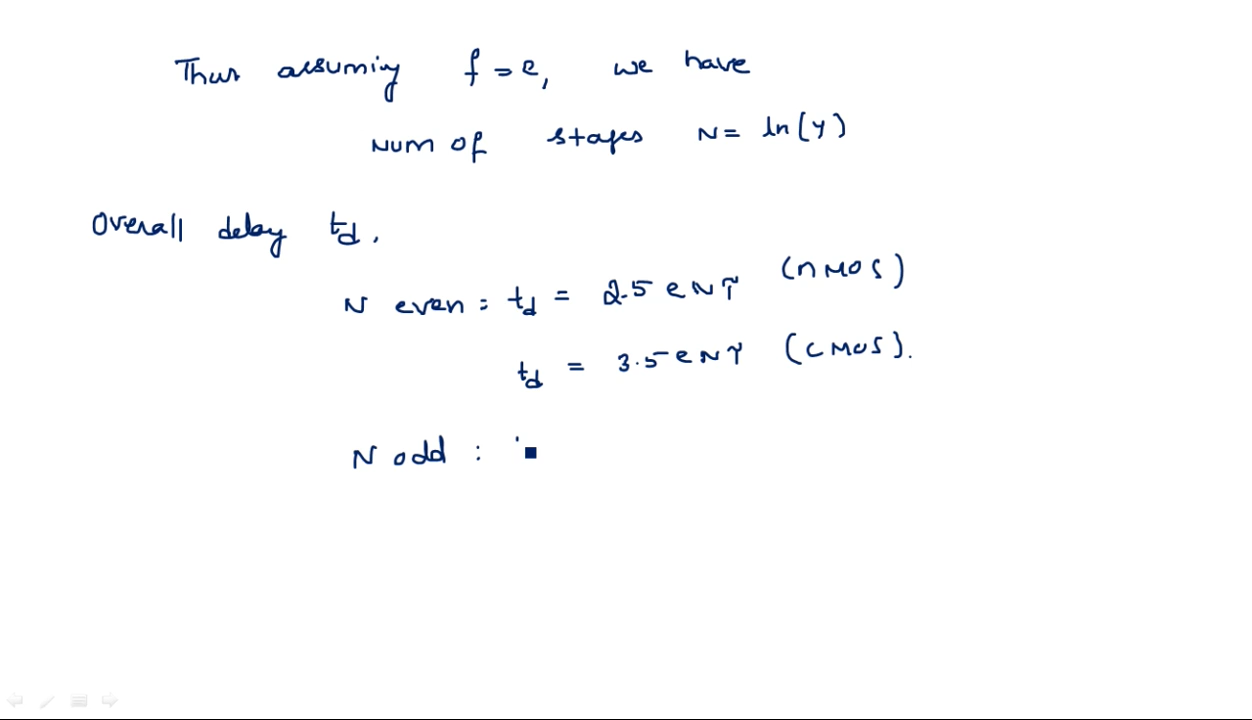 Thus assuming f = e, we have
Num of stages N = ln(y)
Overall delay td.
N even : td = 2.5 e N τ (nMOS)
td = 3.5 e N τ (CMOS).
N odd :